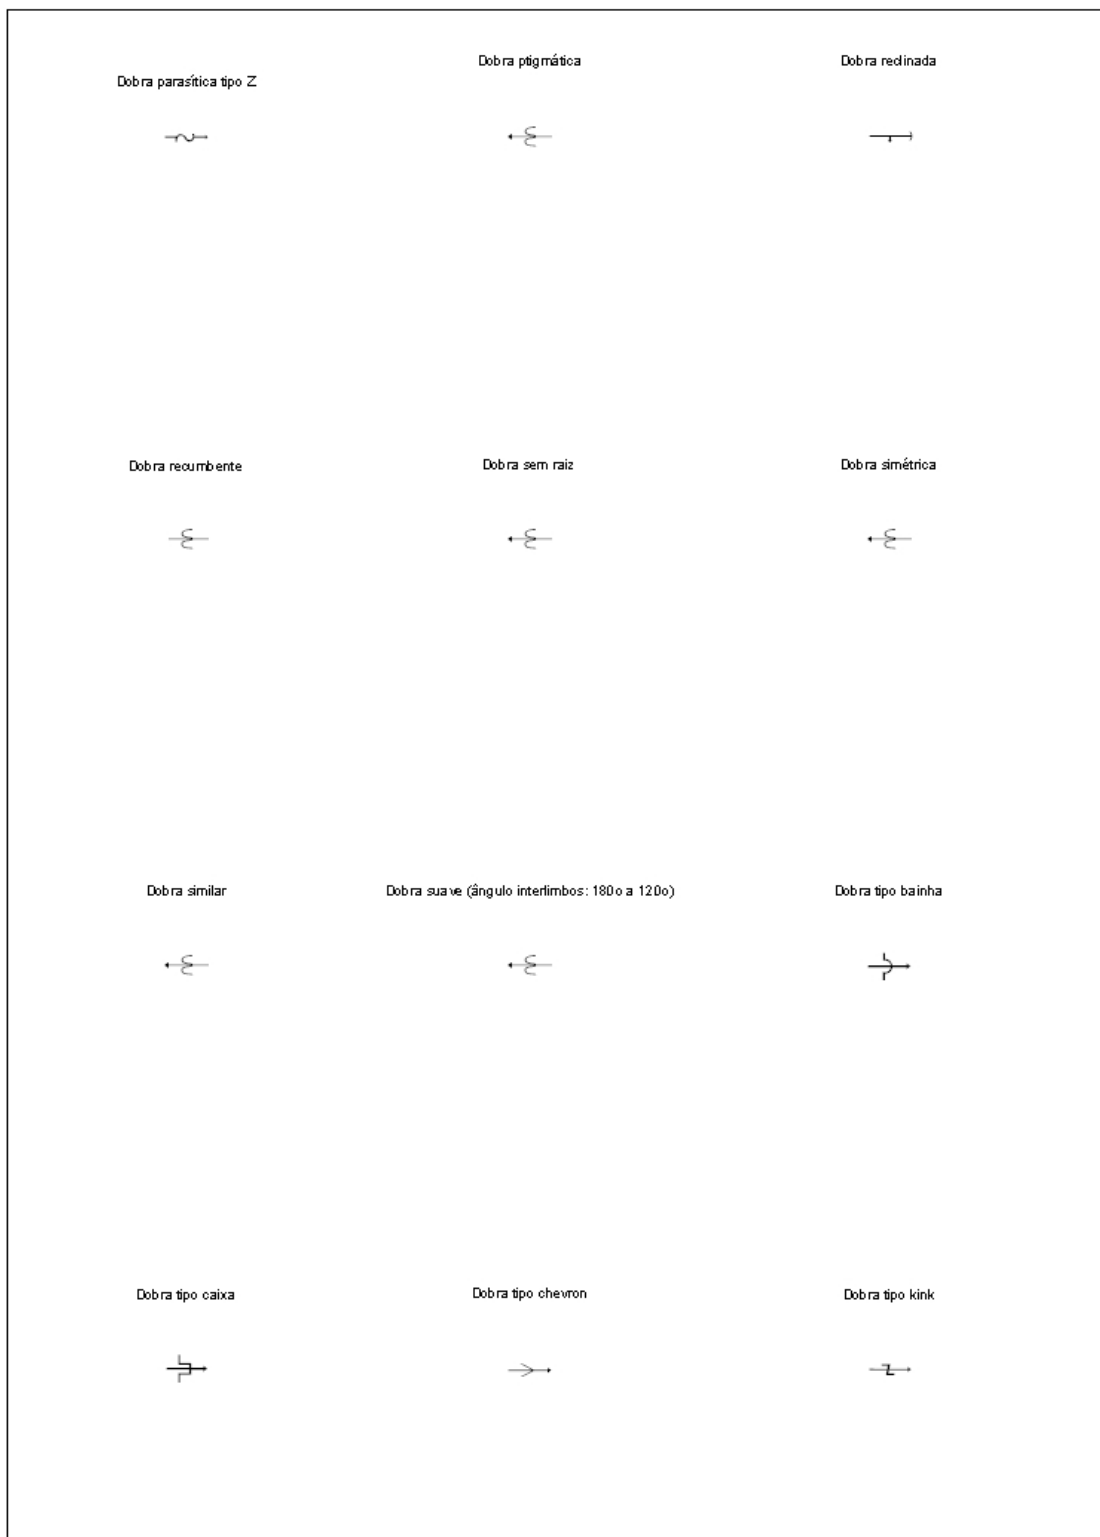 Dobra parasítica tipo Z
Dobra ptigmática
Dobra reclinada
Dobra recumbente
Dobra sem raiz
Dobra simétrica
Dobra similar
Dobra suave (ângulo interlimbos: 180o a 120o)
Dobra tipo bainha
Dobra tipo caixa
Dobra tipo chevron
Dobra tipo kink